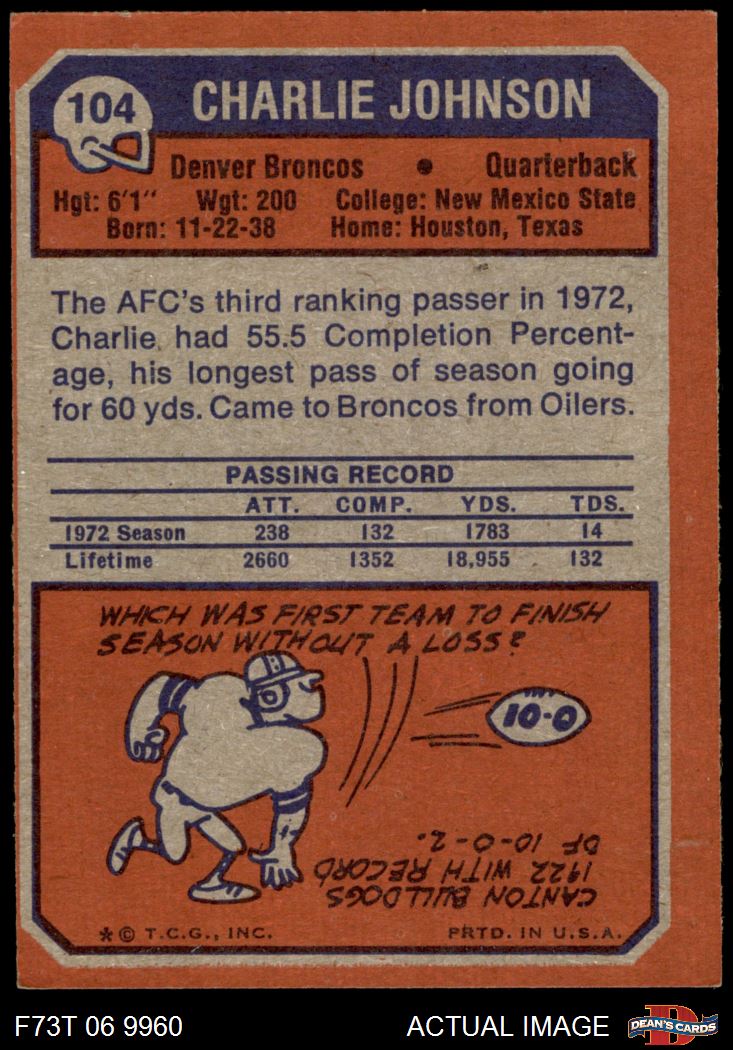 104
CHARLIE JOHNSON
Denver Broncos • Quarterback
Hgt: 6'1" Wgt: 200 College: New Mexico State
Born: 11-22-38 Home: Houston, Texas
The AFC's third ranking passer in 1972,
Charlie had 55.5 Completion Percent-
age, his longest pass of season going
for 60 yds. Came to Broncos from Oilers.
PASSING RECORD
ATT. COMP. YDS. TDS.
1972 Season 238 132 1783 14
Lifetime 2660 1352 18,955 132
WHICH WAS FIRST TEAM TO FINISH
SEASON WITHOUT A LOSS?
10-0
CANTON BULLDOGS
1922 WITH RECORD
OF 10-0-2.
* © T.C.G., INC. PRTD. IN U.S.A.
F73T 06 9960 ACTUAL IMAGE
D
DEAN'S CARDS